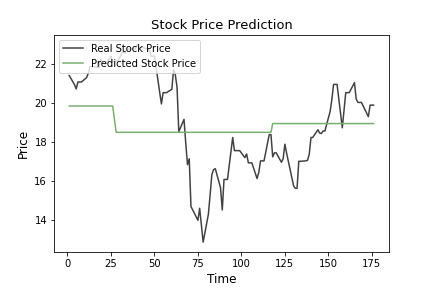 Stock Price Prediction
Real Stock Price
Predicted Stock Price
Price
22
20
18
16
14
0 25 50 75 100 125 150 175
Time